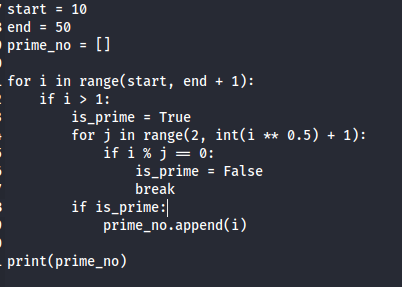 start = 10
end = 50
prime_no = []
for i in range(start, end + 1):
    if i > 1:
        is_prime = True
        for j in range(2, int(i ** 0.5) + 1):
            if i % j == 0:
                is_prime = False
                break
        if is_prime:
            prime_no.append(i)
print(prime_no)